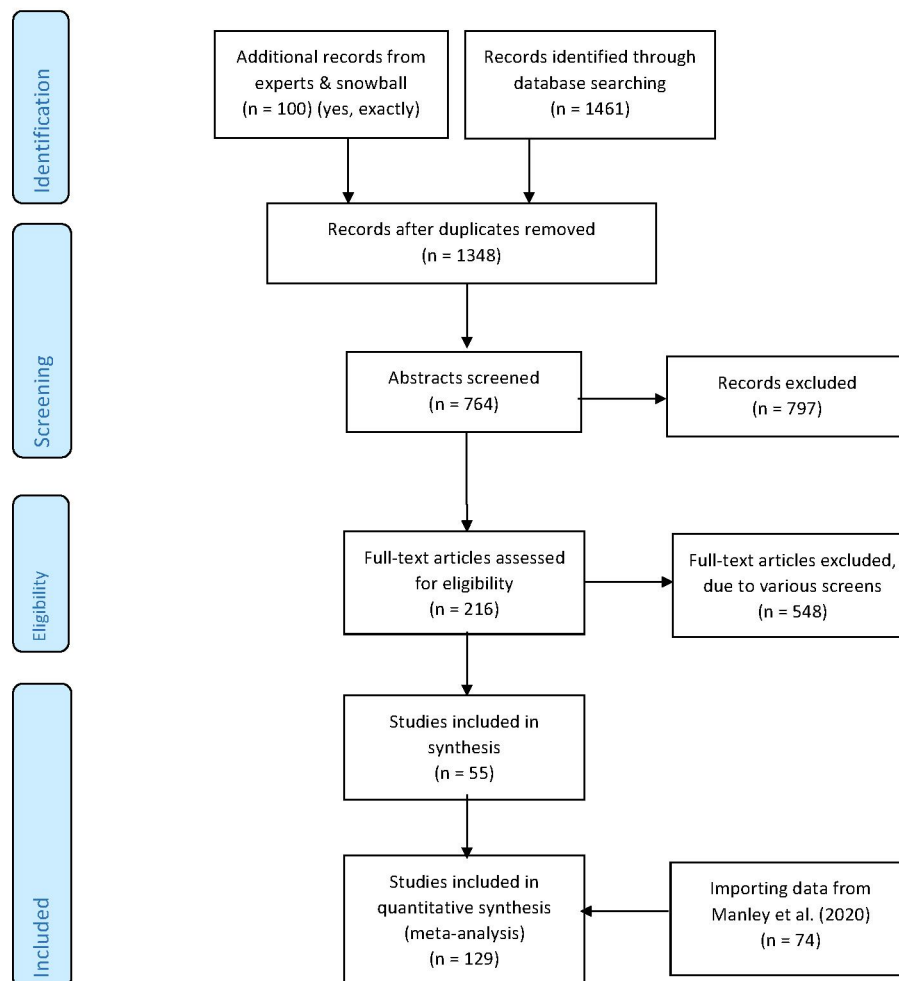 Identification
Additional records from
experts & snowball
(n = 100) (yes, exactly)
Records identified through
database searching
(n = 1461)
Records after duplicates removed
(n = 1348)
Screening
Abstracts screened
(n = 764)
Records excluded
(n = 797)
Eligibility
Full-text articles assessed
for eligibility
(n = 216)
Full-text articles excluded,
due to various screens
(n = 548)
Included
Studies included in
synthesis
(n = 55)
Studies included in
quantitative synthesis
(meta-analysis)
(n = 129)
Importing data from
Manley et al. (2020)
(n = 74)